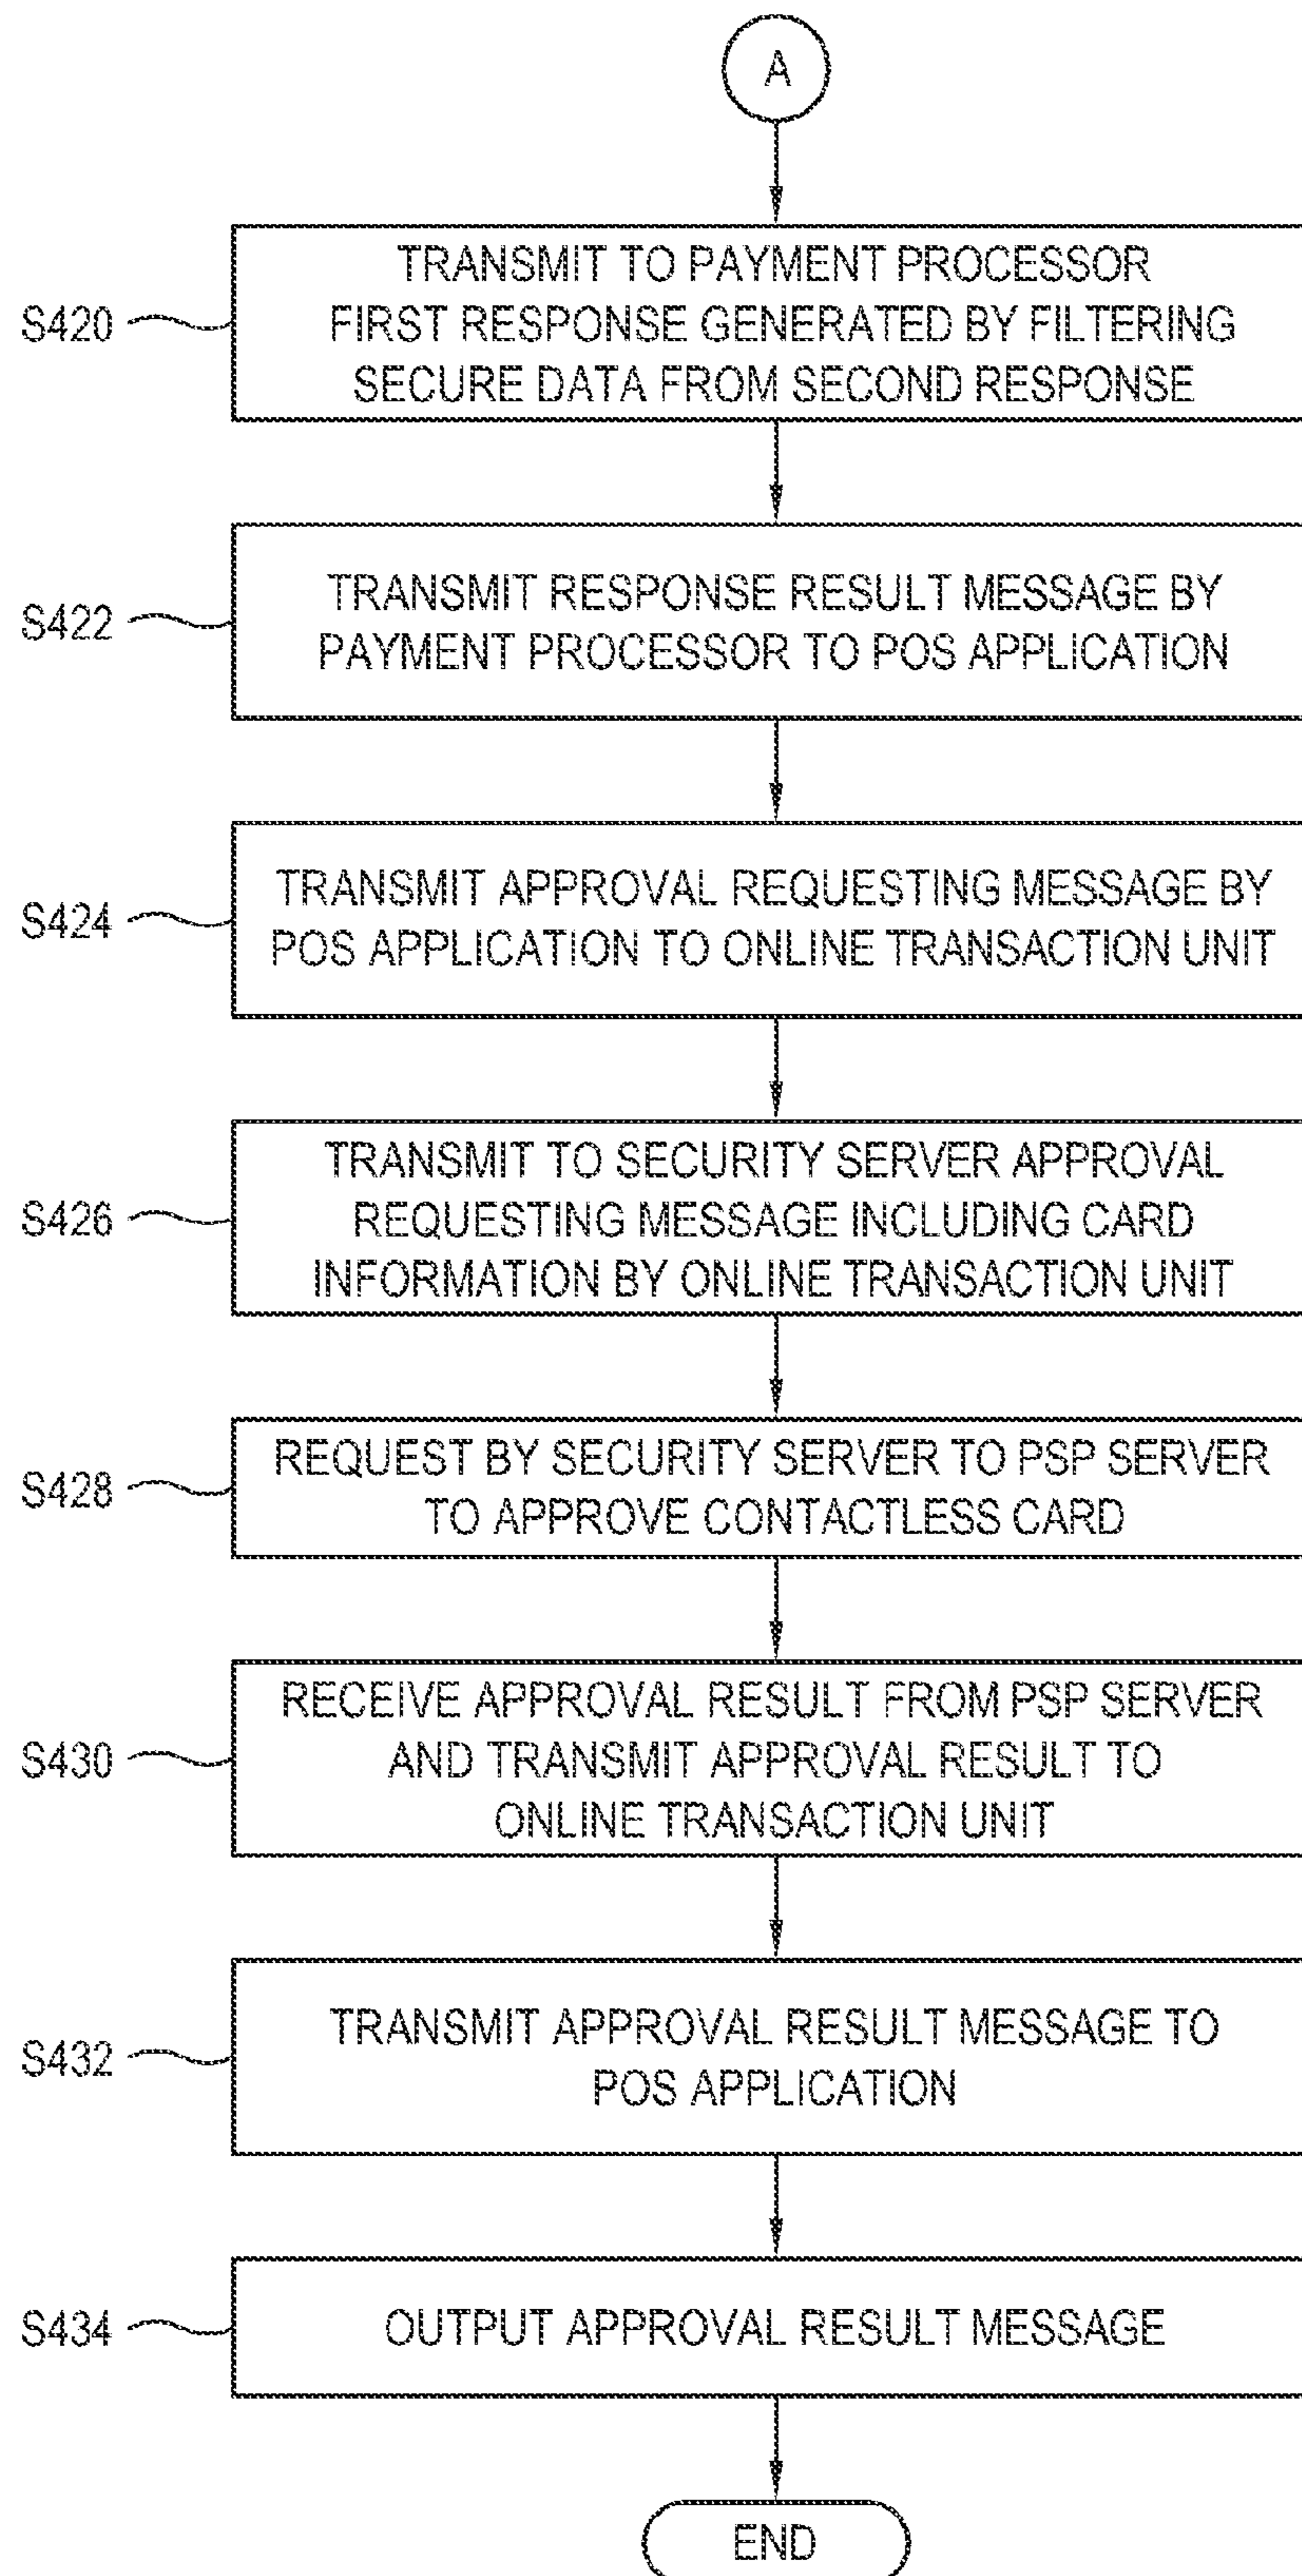 A
S420
TRANSMIT TO PAYMENT PROCESSOR
FIRST RESPONSE GENERATED BY FILTERING
SECURE DATA FROM SECOND RESPONSE
S422
TRANSMIT RESPONSE RESULT MESSAGE BY
PAYMENT PROCESSOR TO POS APPLICATION
S424
TRANSMIT APPROVAL REQUESTING MESSAGE BY
POS APPLICATION TO ONLINE TRANSACTION UNIT
S426
TRANSMIT TO SECURITY SERVER APPROVAL
REQUESTING MESSAGE INCLUDING CARD
INFORMATION BY ONLINE TRANSACTION UNIT
S428
REQUEST BY SECURITY SERVER TO PSP SERVER
TO APPROVE CONTACTLESS CARD
S430
RECEIVE APPROVAL RESULT FROM PSP SERVER
AND TRANSMIT APPROVAL RESULT TO
ONLINE TRANSACTION UNIT
S432
TRANSMIT APPROVAL RESULT MESSAGE TO
POS APPLICATION
S434
OUTPUT APPROVAL RESULT MESSAGE
END